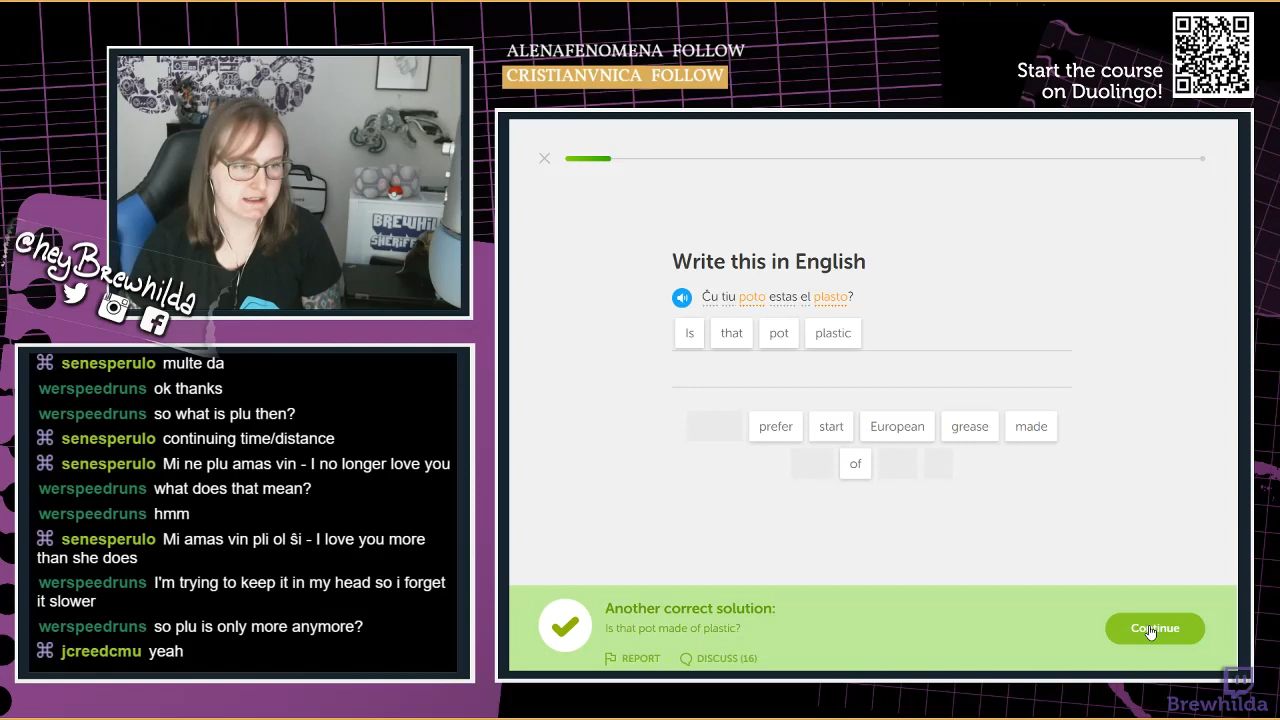 ALENAFENOMENA FOLLOW
CRISTIANVNICA FOLLOW
Start the course
on Duolingo!
BREWHIL
SHERIFF
@heyBrewhilda
senesperulo multe da
werspeedruns ok thanks
werspeedruns so what is plu then?
senesperulo continuing time/distance
senesperulo Mi ne plu amas vin - I no longer love you
werspeedruns what does that mean?
werspeedruns hmm
senesperulo Mi amas vin pli ol ŝi - I love you more
than she does
werspeedruns I'm trying to keep it in my head so i forget
it slower
werspeedruns so plu is only more anymore?
jcreedcmu yeah
Write this in English
Ĉu tiu poto estas el plasto?
Is that pot plastic
prefer start European grease made
of
Another correct solution:
Is that pot made of plastic?
REPORT DISCUSS (16)
Continue
Brewhilda